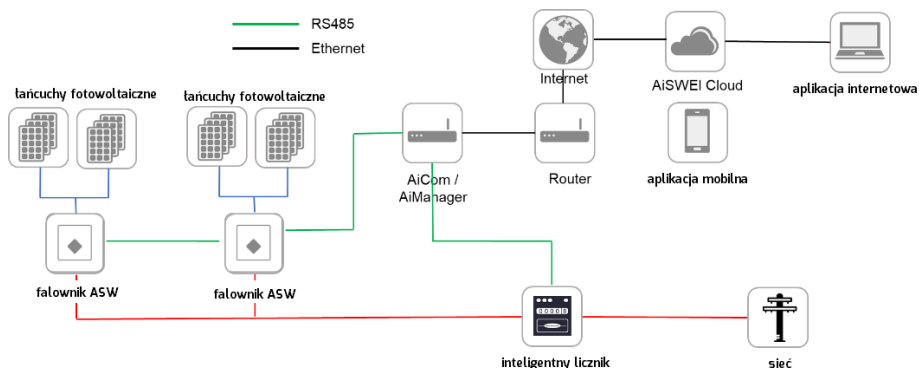 RS485
Ethernet
Internet
AiSWEI Cloud
aplikacja internetowa
łańcuchy fotowoltaiczne
łańcuchy fotowoltaiczne
AiCom /
AiManager
Router
aplikacja mobilna
falownik ASW
falownik ASW
inteligentny licznik
sieć